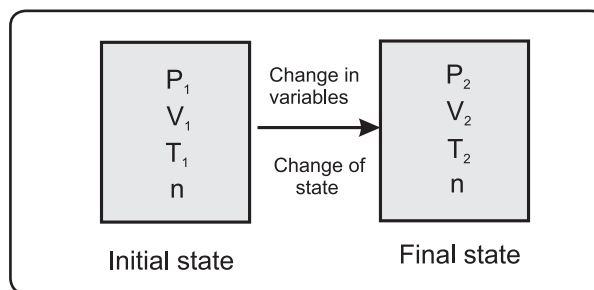 P₁
V₁
T₁
n
Initial state
Change in
variables
Change of
state
P₂
V₂
T₂
n
Final state